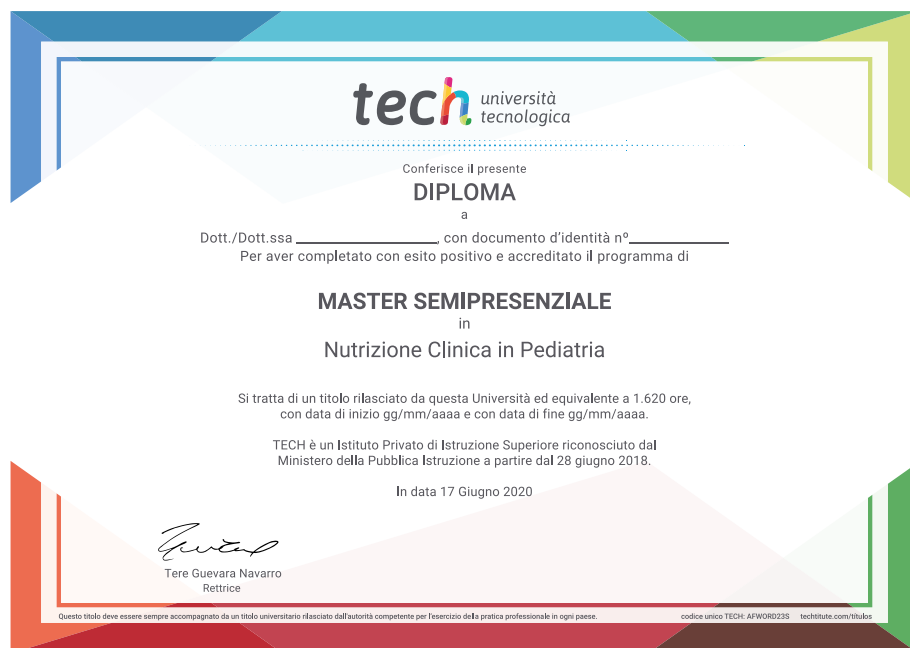 tech università
tecnologica
Conferisce il presente
DIPLOMA
a
Dott./Dott.ssa ____________, con documento d'identità nº____________
Per aver completato con esito positivo e accreditato il programma di
MASTER SEMIPRESENZIALE
in
Nutrizione Clinica in Pediatria
Si tratta di un titolo rilasciato da questa Università ed equivalente a 1.620 ore,
con data di inizio gg/mm/aaaa e con data di fine gg/mm/aaaa.
TECH è un Istituto Privato di Istruzione Superiore riconosciuto dal
Ministero della Pubblica Istruzione a partire dal 28 giugno 2018.
In data 17 Giugno 2020
Tere Guevara Navarro
Rettrice
Questo titolo deve essere sempre accompagnato da un titolo universitario rilasciato dall'autorità competente per l'esercizio della pratica professionale in ogni paese. codice unico TECH: AFWORD23S techtitute.com/títulos